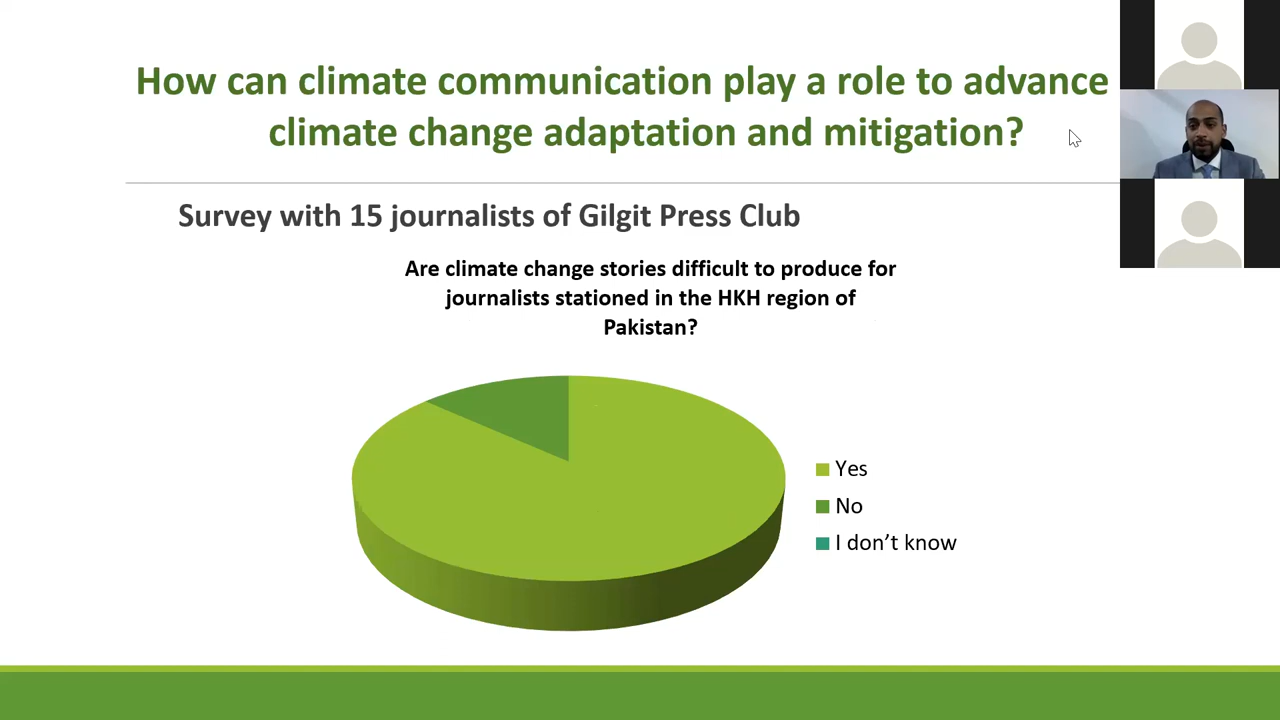 How can climate communication play a role to advance
climate change adaptation and mitigation?
Survey with 15 journalists of Gilgit Press Club
Are climate change stories difficult to produce for
journalists stationed in the HKH region of
Pakistan?
Yes
No
I don’t know